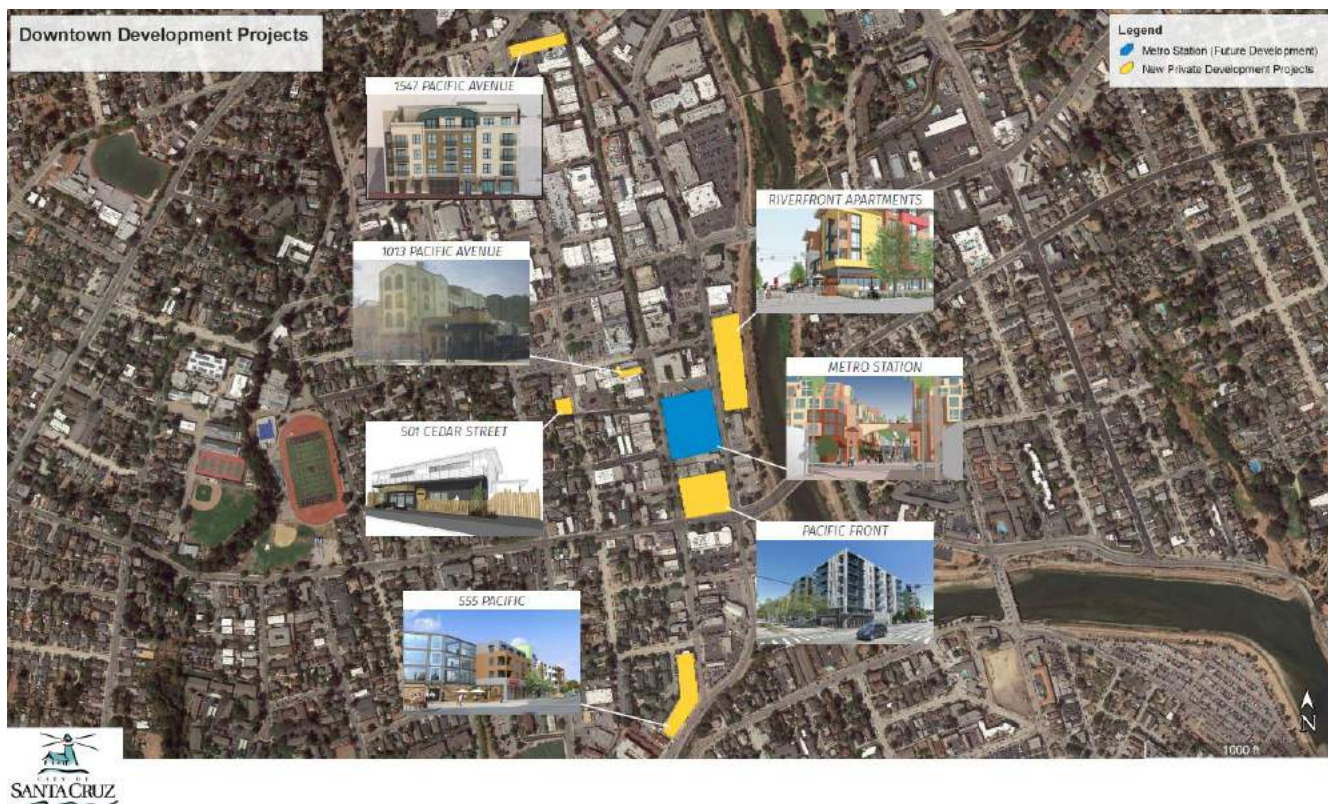 Downtown Development Projects
Legend
Metro Station (Future Development)
New Private Development Projects
1547 PACIFIC AVENUE
RIVERFRONT APARTMENTS
1013 PACIFIC AVENUE
METRO STATION
501 CEDAR STREET
PACIFIC FRONT
555 PACIFIC
N
1000 ft
CITY OF
SANTA CRUZ